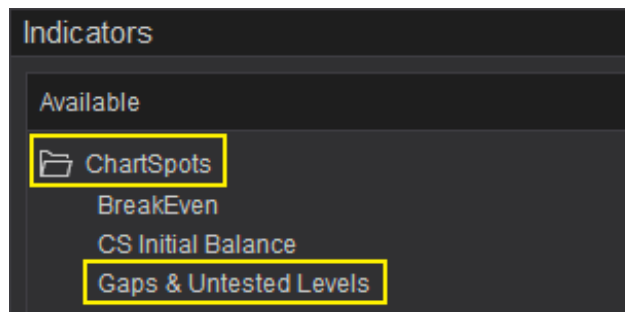 Indicators
Available
ChartSpots
BreakEven
CS Initial Balance
Gaps & Untested Levels